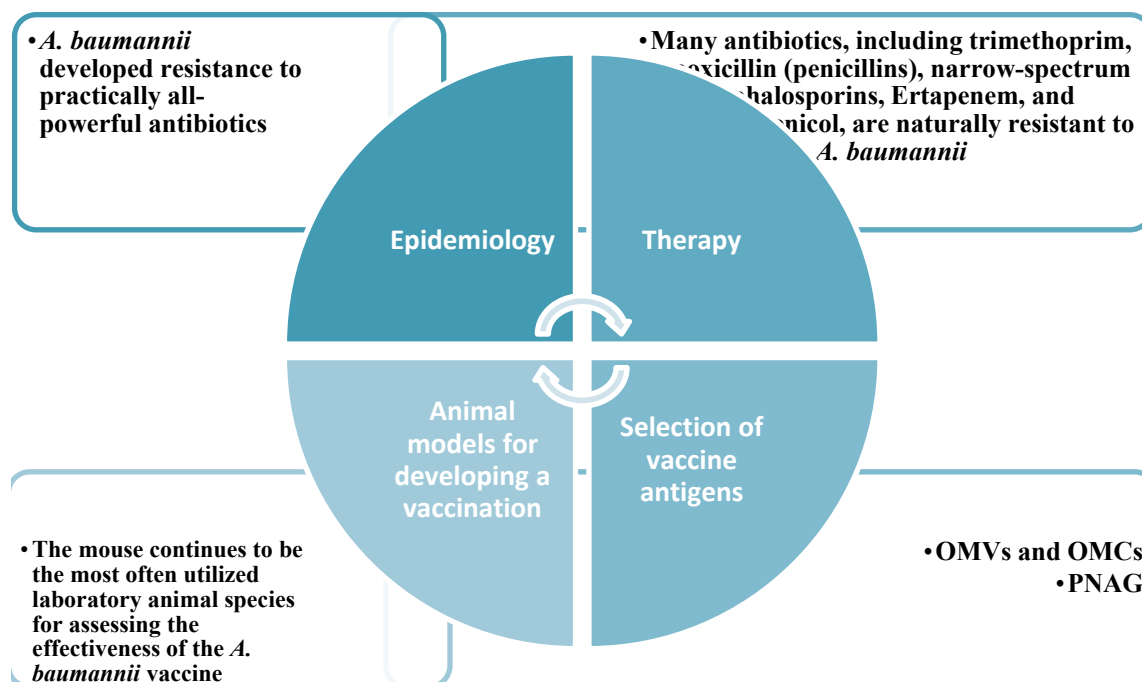 •A. baumannii
developed resistance to
practically all-
powerful antibiotics
•Many antibiotics, including trimethoprim,
oxicillin (penicillins), narrow-spectrum
halosporins, Ertapenem, and
nicol, are naturally resistant to
A. baumannii
Epidemiology
Therapy
Animal
models for
developing a
vaccination
Selection of
vaccine
antigens
•The mouse continues to be
the most often utilized
laboratory animal species
for assessing the
effectiveness of the A.
baumannii vaccine
•OMVs and OMCs
•PNAG